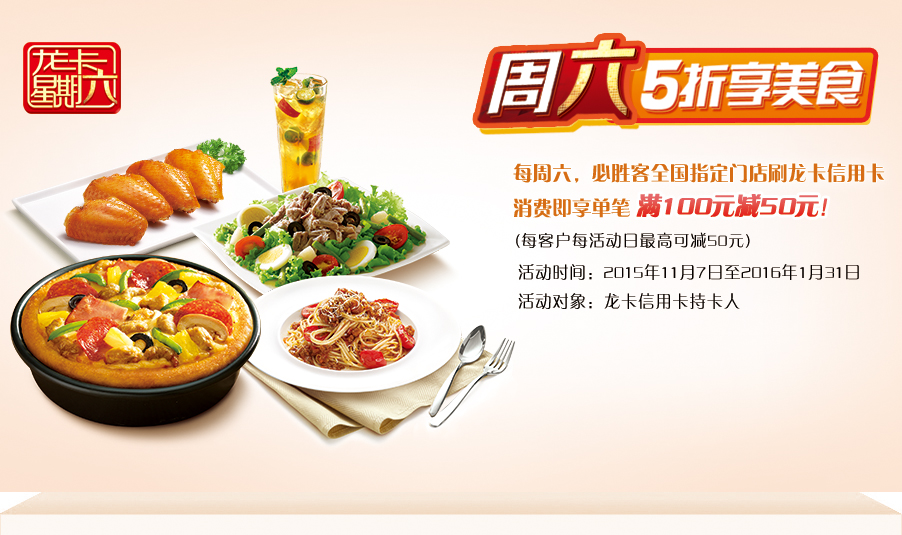 龙卡
星期六
周六5折享美食
每周六，必胜客全国指定门店刷龙卡信用卡
消费即享单笔 满100元减50元！
(每客户每活动日最高可减50元)
活动时间：2015年11月7日至2016年1月31日
活动对象：龙卡信用卡持卡人